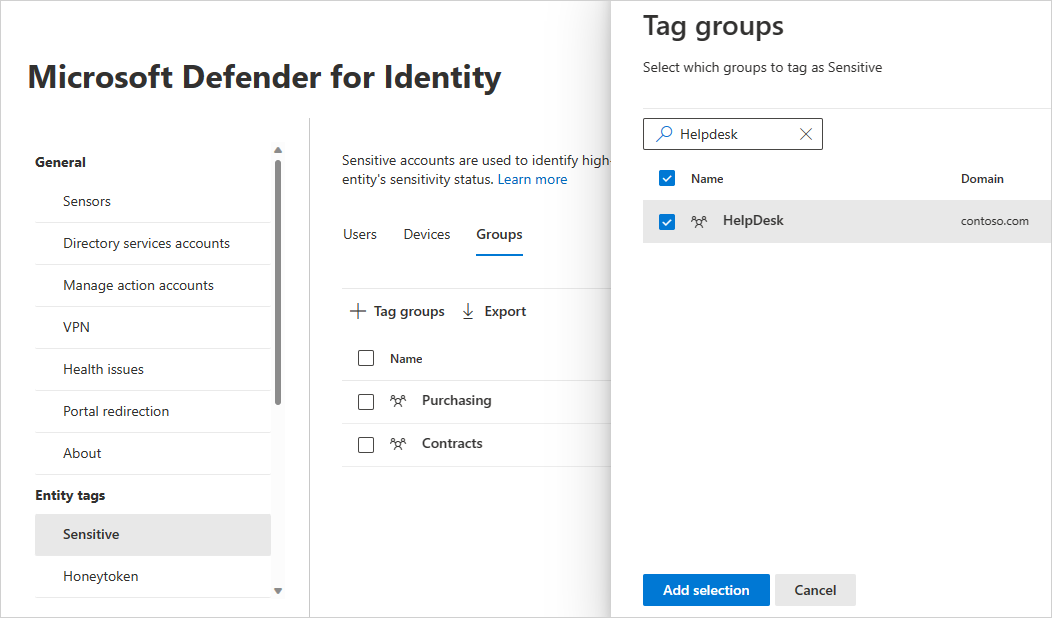 Microsoft Defender for Identity
General
Sensors
Directory services accounts
Manage action accounts
VPN
Health issues
Portal redirection
About
Entity tags
Sensitive
Honeytoken
Sensitive accounts are used to identify high-
entity's sensitivity status. Learn more
Users Devices Groups
Tag groups Export
Name
Purchasing
Contracts
Tag groups
Select which groups to tag as Sensitive
Helpdesk
Name Domain
HelpDesk contoso.com
Add selection Cancel